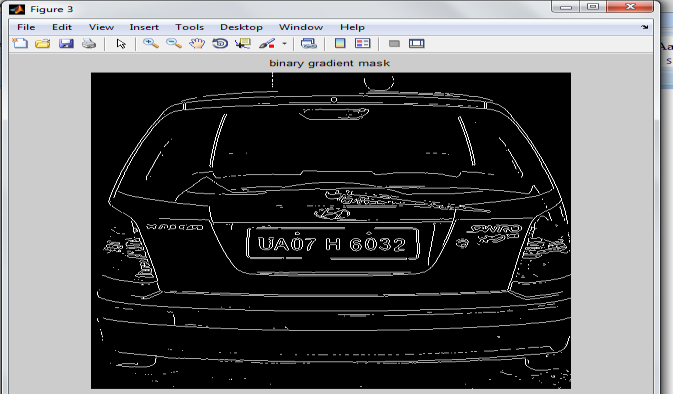 Figure 3
File Edit View Insert Tools Desktop Window Help
binary gradient mask
UA07 H 6032